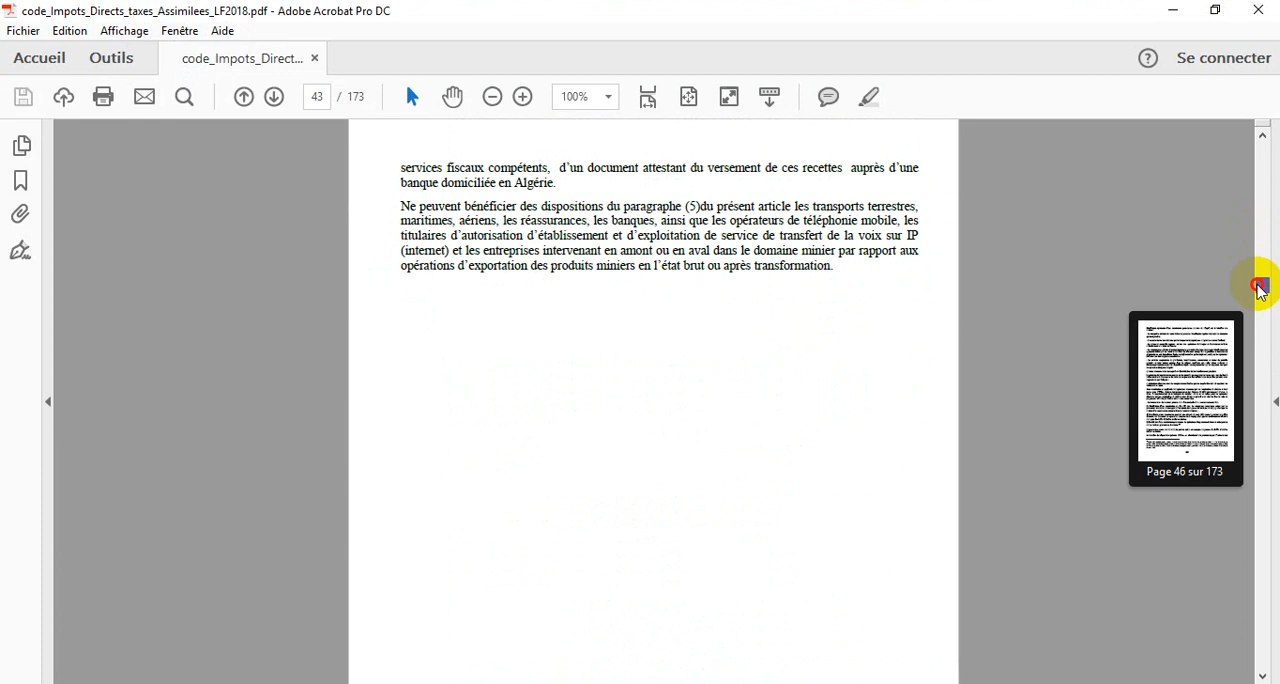 code_Impots_Directs_taxes_Assimilees_LF2018.pdf - Adobe Acrobat Pro DC
Fichier Edition Affichage Fenêtre Aide
Accueil Outils code_Impots_Direct... × ? Se connecter
43 / 173 100%
services fiscaux compétents, d’un document attestant du versement de ces recettes auprès d’une
banque domiciliée en Algérie.
Ne peuvent bénéficier des dispositions du paragraphe (5)du présent article les transports terrestres,
maritimes, aériens, les réassurances, les banques, ainsi que les opérateurs de téléphonie mobile, les
titulaires d’autorisation d’établissement et d’exploitation de service de transfert de la voix sur IP
(internet) et les entreprises intervenant en amont ou en aval dans le domaine minier par rapport aux
opérations d’exportation des produits miniers en l’état brut ou après transformation.
Page 46 sur 173